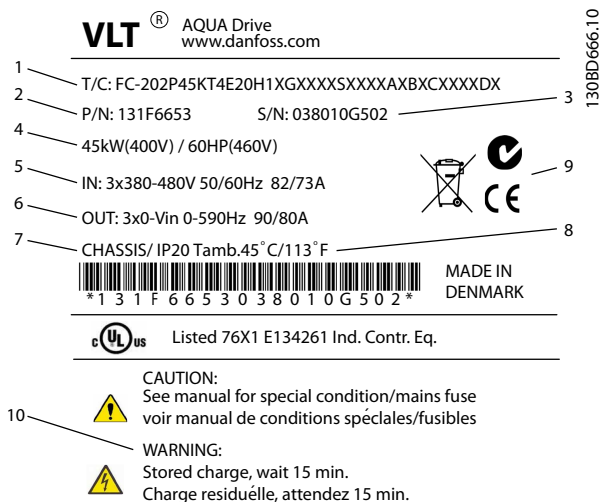 VLT ® AQUA Drive
www.danfoss.com
130BD666.10
1 T/C: FC-202P45KT4E20H1XGXXXXSXXXXAXBXCXXXXDX
2 P/N: 131F6653 S/N: 038010G502 3
4 45kW(400V) / 60HP(460V)
5 IN: 3x380-480V 50/60Hz 82/73A 9
CE
6 OUT: 3x0-Vin 0-590Hz 90/80A
7 CHASSIS/ IP20 Tamb.45˚C/113˚F 8
*131F6653038010G502* MADE IN
DENMARK
c UL us Listed 76X1 E134261 Ind. Contr. Eq.
CAUTION:
See manual for special condition/mains fuse
voir manual de conditions spéclales/fusibles
10 WARNING:
Stored charge, wait 15 min.
Charge residuélle, attendez 15 min.